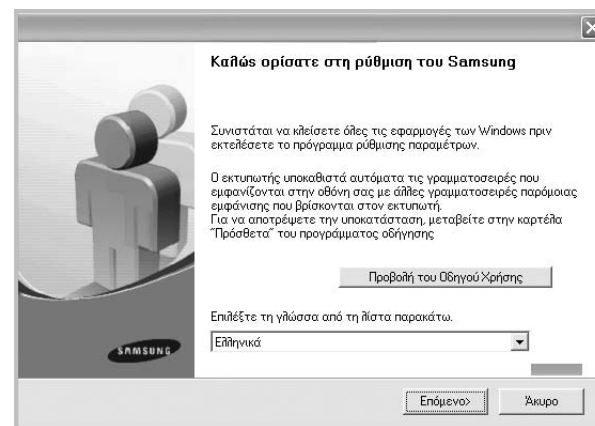 Καλώς ορίσατε στη ρύθμιση του Samsung
Συνιστάται να κλείσετε όλες τις εφαρμογές των Windows πριν
εκτελέσετε το πρόγραμμα ρύθμισης παραμέτρων.
Ο εκτυπωτής υποκαθιστά αυτόματα τις γραμματοσειρές που
εμφανίζονται στην οθόνη σας με άλλες γραμματοσειρές παρόμοιας
εμφάνισης που βρίσκονται στον εκτυπωτή.
Για να αποτρέψετε την υποκατάσταση, μεταβείτε στην καρτέλα
"Πρόσθετα" του προγράμματος οδήγησης
Προβολή του Οδηγού Χρήσης
Επιλέξτε τη γλώσσα από τη λίστα παρακάτω.
Ελληνικά
SAMSUNG
Επόμενο>
Άκυρο